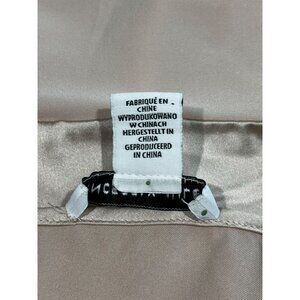 FABRIQUÉ EN
CHINE
WYPRODUKOWANO
W CHINACH
HERGESTELLT IN
CHINA
GEPRODUCEERD
IN CHINA